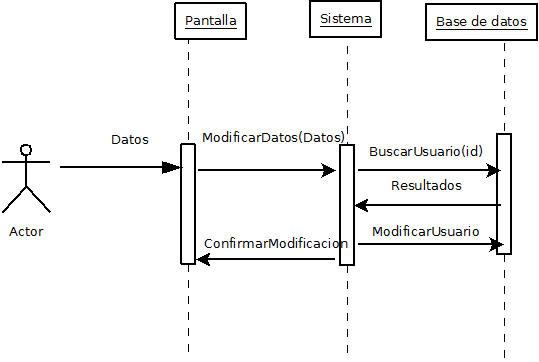 Pantalla
Sistema
Base de datos
Datos
ModificarDatos(Datos)
BuscarUsuario(id)
Resultados
Actor
ModificarUsuario
ConfirmarModificacion